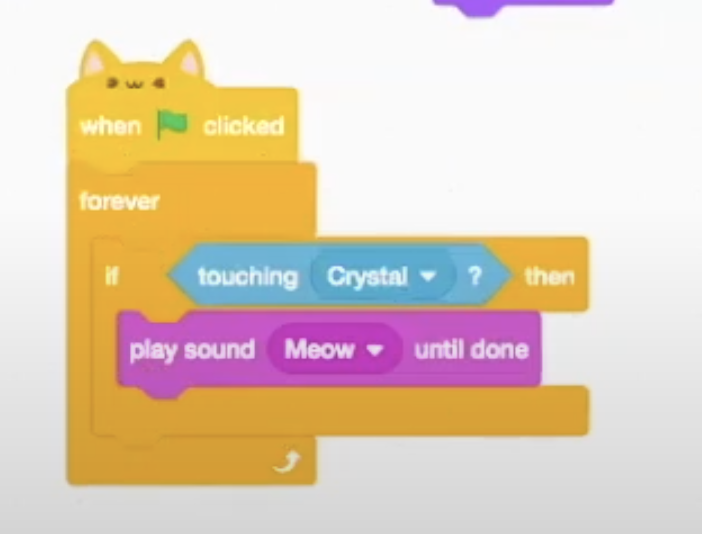 when clicked
forever
if touching Crystal ? then
play sound Meow until done